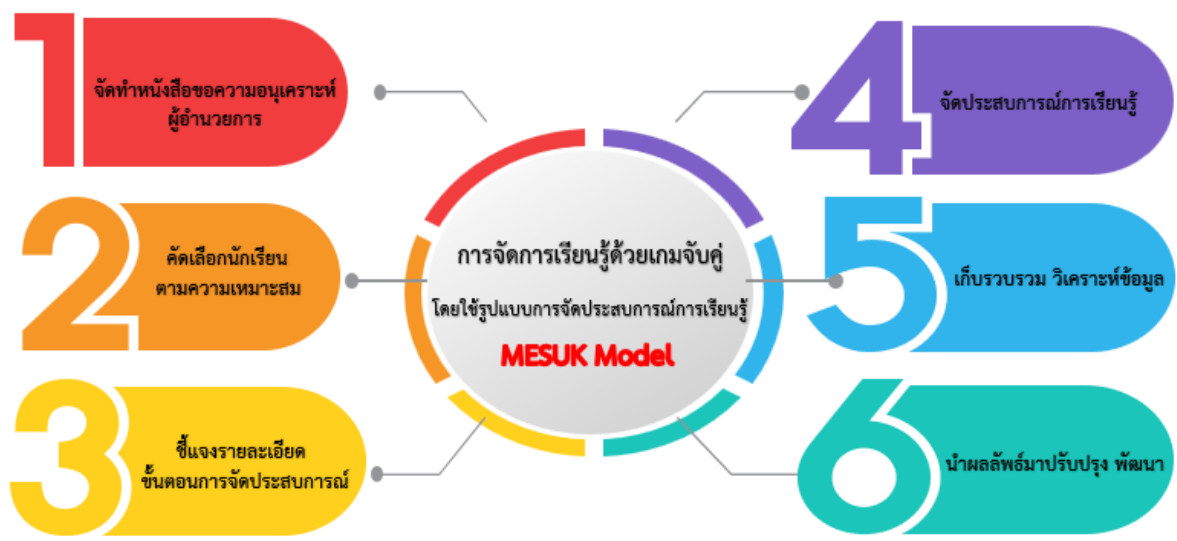 1
จัดทำหนังสือขอความอนุเคราะห์
ผู้อำนวยการ
2
คัดเลือกนักเรียน
ตามความเหมาะสม
3
ชี้แจงรายละเอียด
ขั้นตอนการจัดประสบการณ์
การจัดการเรียนรู้ด้วยเกมจับคู่
โดยใช้รูปแบบการจัดประสบการณ์การเรียนรู้
MESUK Model
4
จัดประสบการณ์การเรียนรู้
5
เก็บรวบรวม วิเคราะห์ข้อมูล
6
นำผลลัพธ์มาปรับปรุง พัฒนา